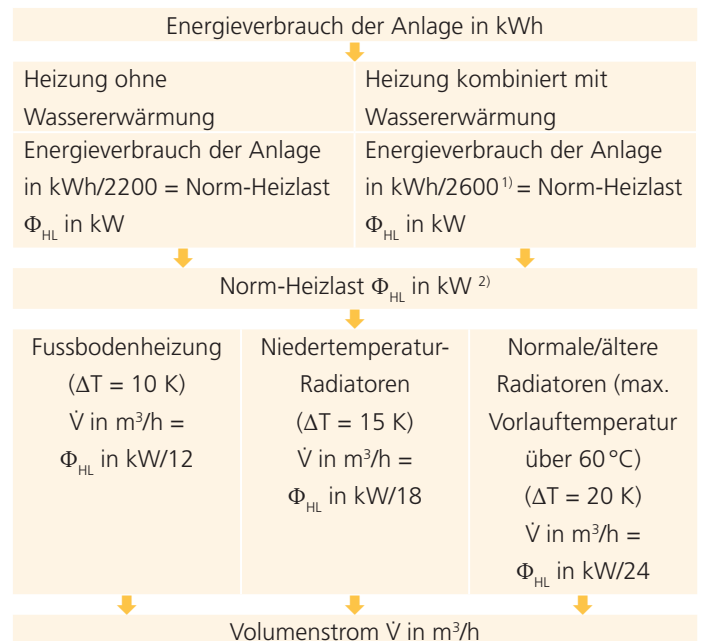 Energieverbrauch der Anlage in kWh
Heizung ohne
Wassererwärmung
Heizung kombiniert mit
Wassererwärmung
Energieverbrauch der Anlage
in kWh/2200 = Norm-Heizlast
Φ_HL in kW
Energieverbrauch der Anlage
in kWh/2600 ¹⁾ = Norm-Heizlast
Φ_HL in kW
Norm-Heizlast Φ_HL in kW ²⁾
Fussbodenheizung
(ΔT = 10 K)
V̇ in m³/h =
Φ_HL in kW/12
Niedertemperatur-
Radiatoren
(ΔT = 15 K)
V̇ in m³/h =
Φ_HL in kW/18
Normale/ältere
Radiatoren (max.
Vorlauftemperatur
über 60 °C)
(ΔT = 20 K)
V̇ in m³/h =
Φ_HL in kW/24
Volumenstrom V̇ in m³/h